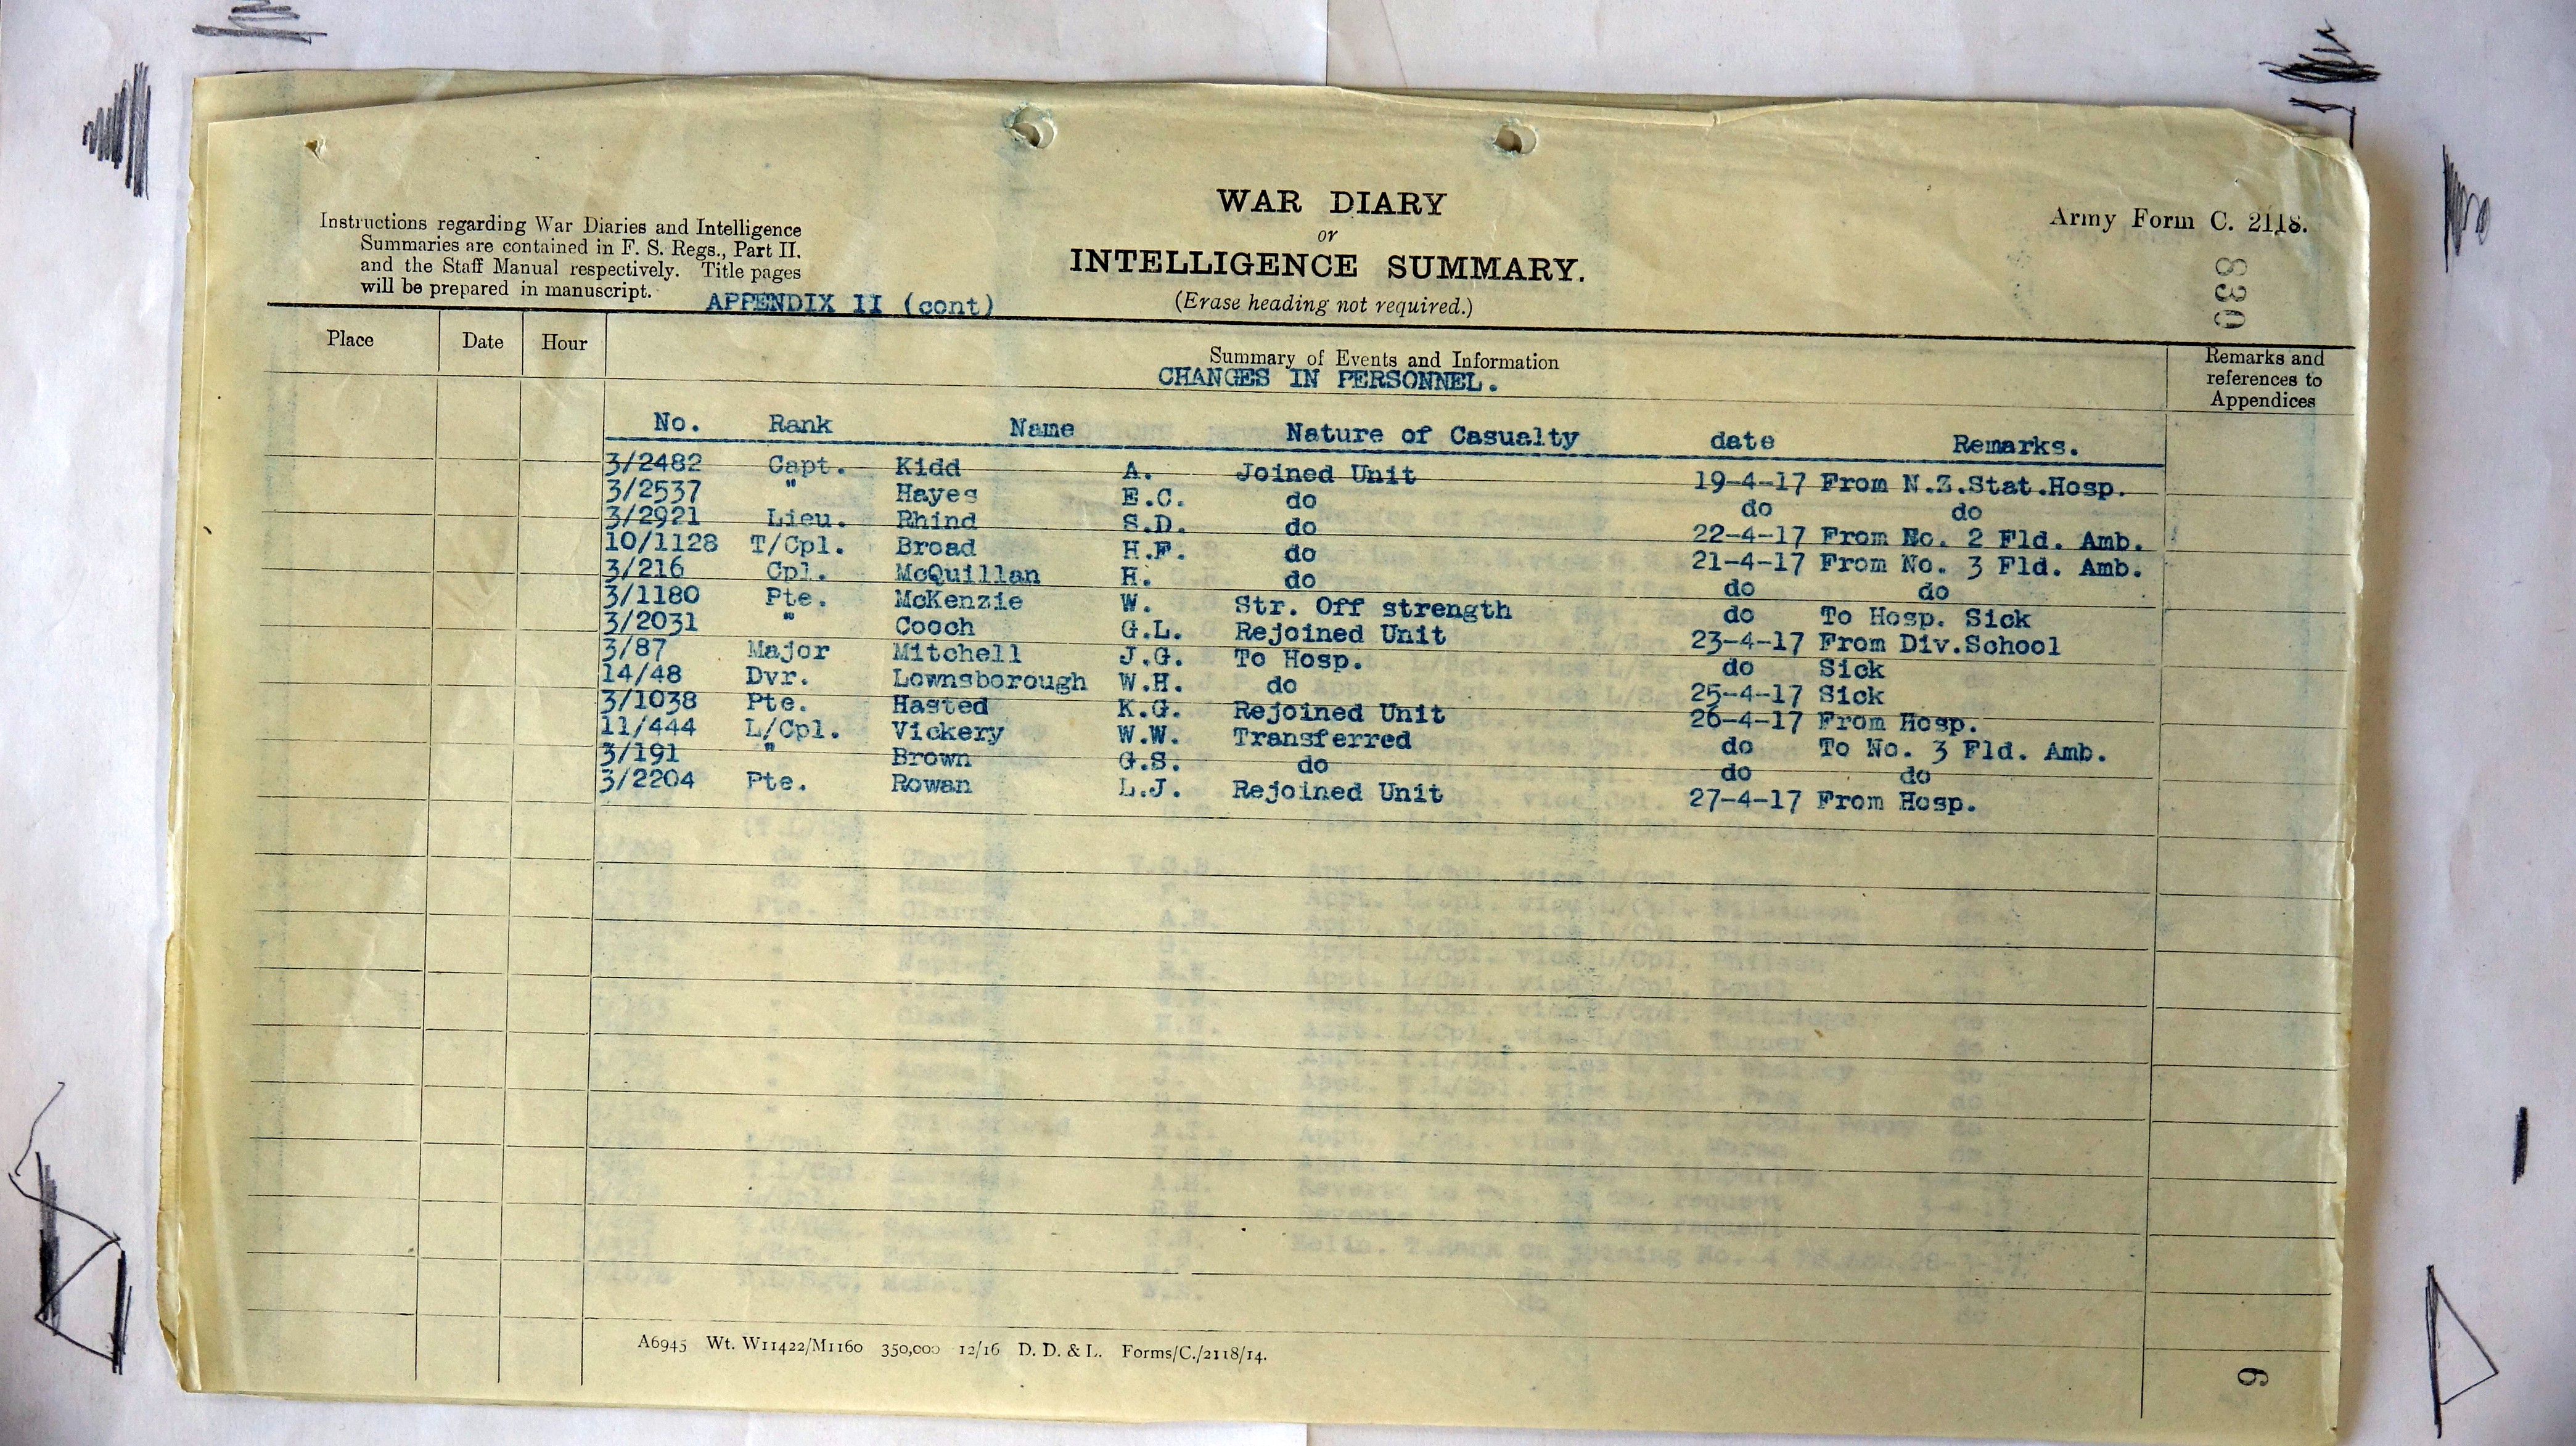 WAR DIARY
or
INTELLIGENCE SUMMARY.
(Erase heading not required.)
Instructions regarding War Diaries and Intelligence
Summaries are contained in F. S. Regs., Part II.
and the Staff Manual respectively. Title pages
will be prepared in manuscript.
APPENDIX II (cont)
Army Form C. 2118.
830
Place Date Hour Summary of Events and Information Remarks and
references to
Appendices
CHANGES IN PERSONNEL.
No. Rank Name Nature of Casualty date Remarks.
3/2482 Capt. Kidd A. Joined Unit 19-4-17 From N.Z.Stat.Hosp.
3/2537 " Hayes E.C. do do do
3/2921 Lieu. Rhind S.D. do 22-4-17 From No. 2 Fld. Amb.
10/1128 T/Cpl. Broad H.F. do 21-4-17 From No. 3 Fld. Amb.
3/216 Cpl. McQuillan H. do do do
3/1180 Pte. McKenzie W. Str. Off strength do To Hosp. Sick
3/2031 " Cooch G.L. Rejoined Unit 23-4-17 From Div.School
3/87 Major Mitchell J.G. To Hosp. do Sick
14/48 Dvr. Lownsborough W.H. do 25-4-17 Sick
3/1038 Pte. Hasted K.G. Rejoined Unit 26-4-17 From Hosp.
11/444 L/Cpl. Vickery W.W. Transferred do To No. 3 Fld. Amb.
3/191 " Brown G.S. do do do
3/2204 Pte. Rowan L.J. Rejoined Unit 27-4-17 From Hosp.
A6945 Wt. W11422/M1160 350,000 12/16 D. D. & L. Forms/C./2118/14.